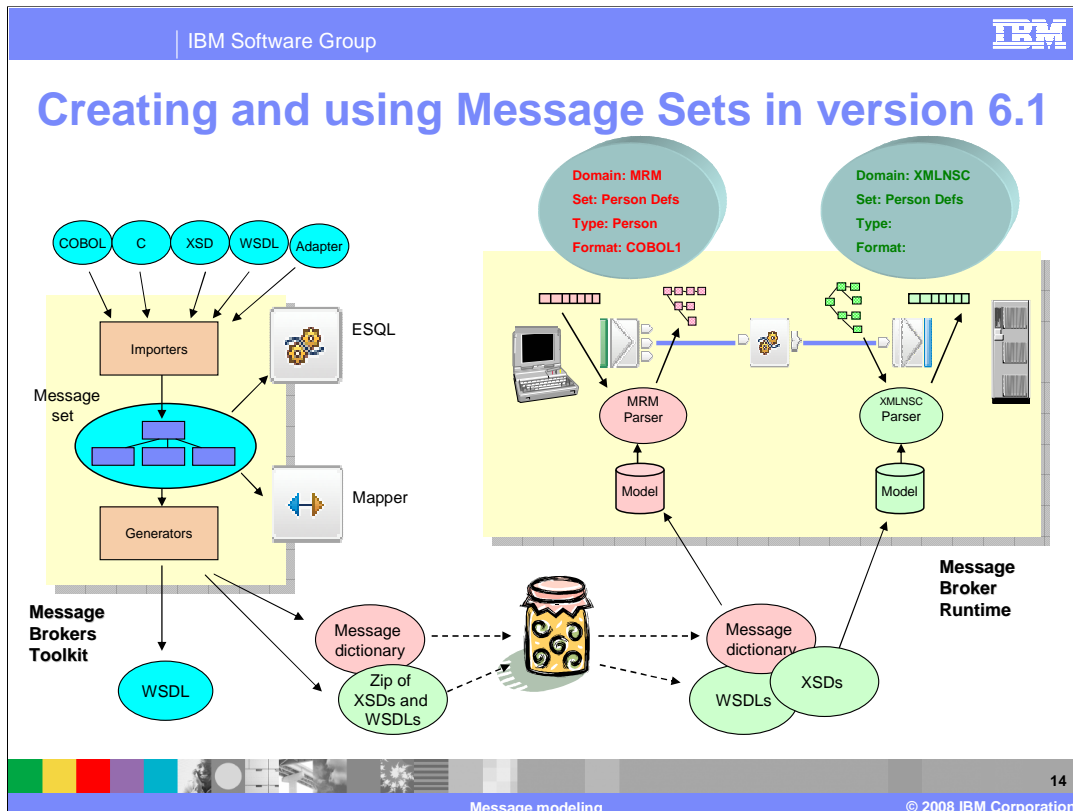 IBM Software Group
IBM
Creating and using Message Sets in version 6.1
Domain: MRM
Set: Person Defs
Type: Person
Format: COBOL1
Domain: XMLNSC
Set: Person Defs
Type:
Format:
COBOL
C
XSD
WSDL
Adapter
Importers
ESQL
Message
set
Mapper
Generators
MRM
Parser
XMLNSC
Parser
Model
Model
Message
Brokers
Toolkit
Message
Broker
Runtime
WSDL
Message
dictionary
Zip of
XSDs and
WSDLs
Message
dictionary
WSDLs
XSDs
14
Message modeling
© 2008 IBM Corporation